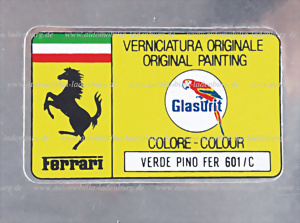 VERNICIATURA ORIGINALE
ORIGINAL PAINTING
Glasurit
COLORE-COLOUR
Ferrari
VERDE PINO FER 601/C